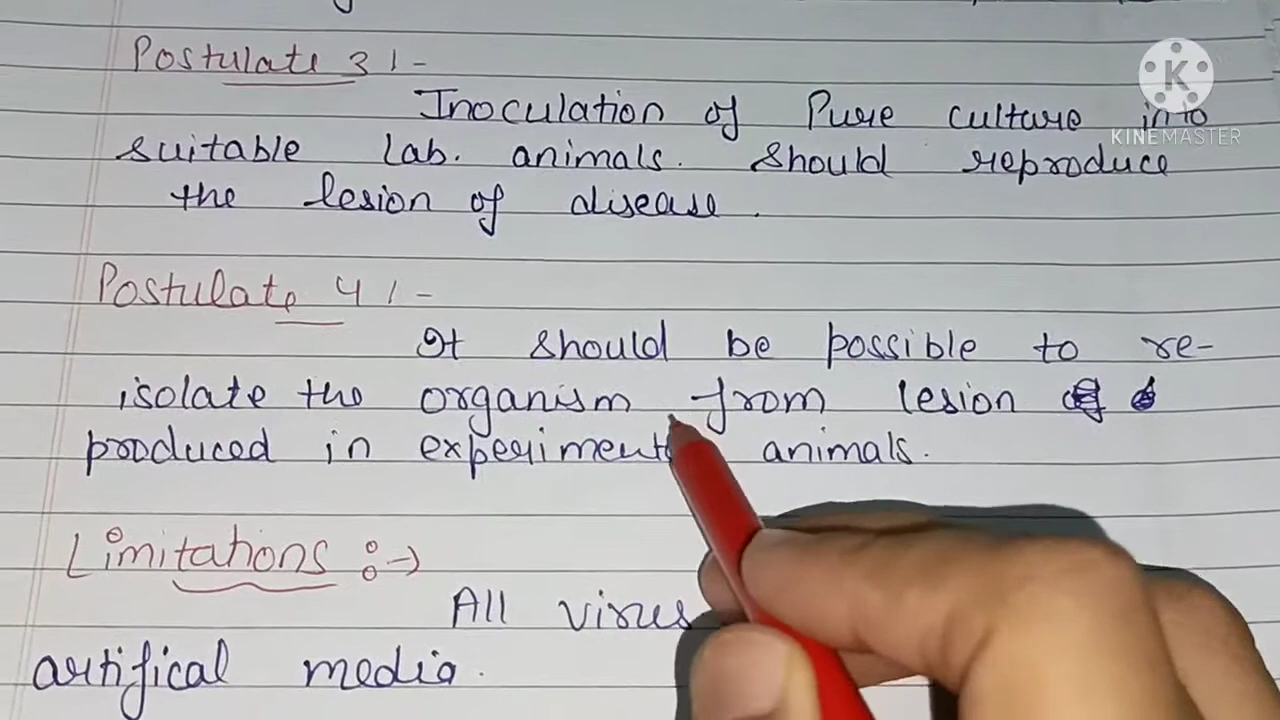 Postulate 3 :-
Inoculation of Pure culture into
suitable Lab. animals. should reproduce
the lesion of disease.
Postulate 4 :-
It should be possible to re-
isolate the organism from lesion
produced in experiment animals.
Limitations :->
All virus
artifical media.
K
KINEMASTER